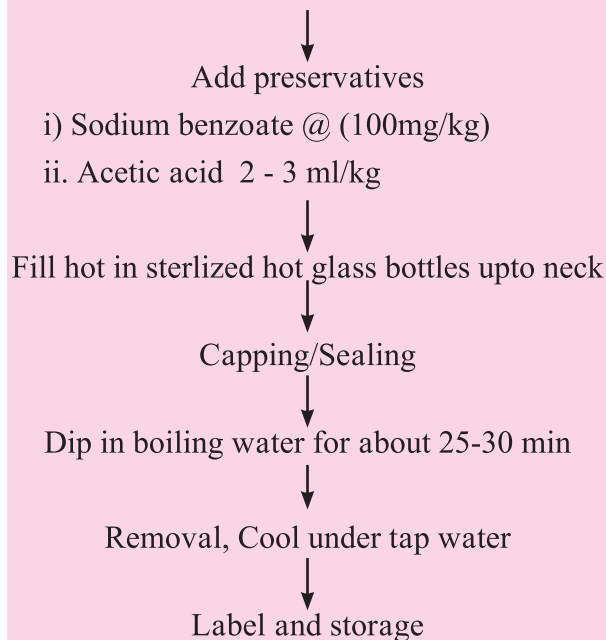 Add preservatives
i) Sodium benzoate @ (100mg/kg)
ii. Acetic acid 2 - 3 ml/kg
Fill hot in sterlized hot glass bottles upto neck
Capping/Sealing
Dip in boiling water for about 25-30 min
Removal, Cool under tap water
Label and storage